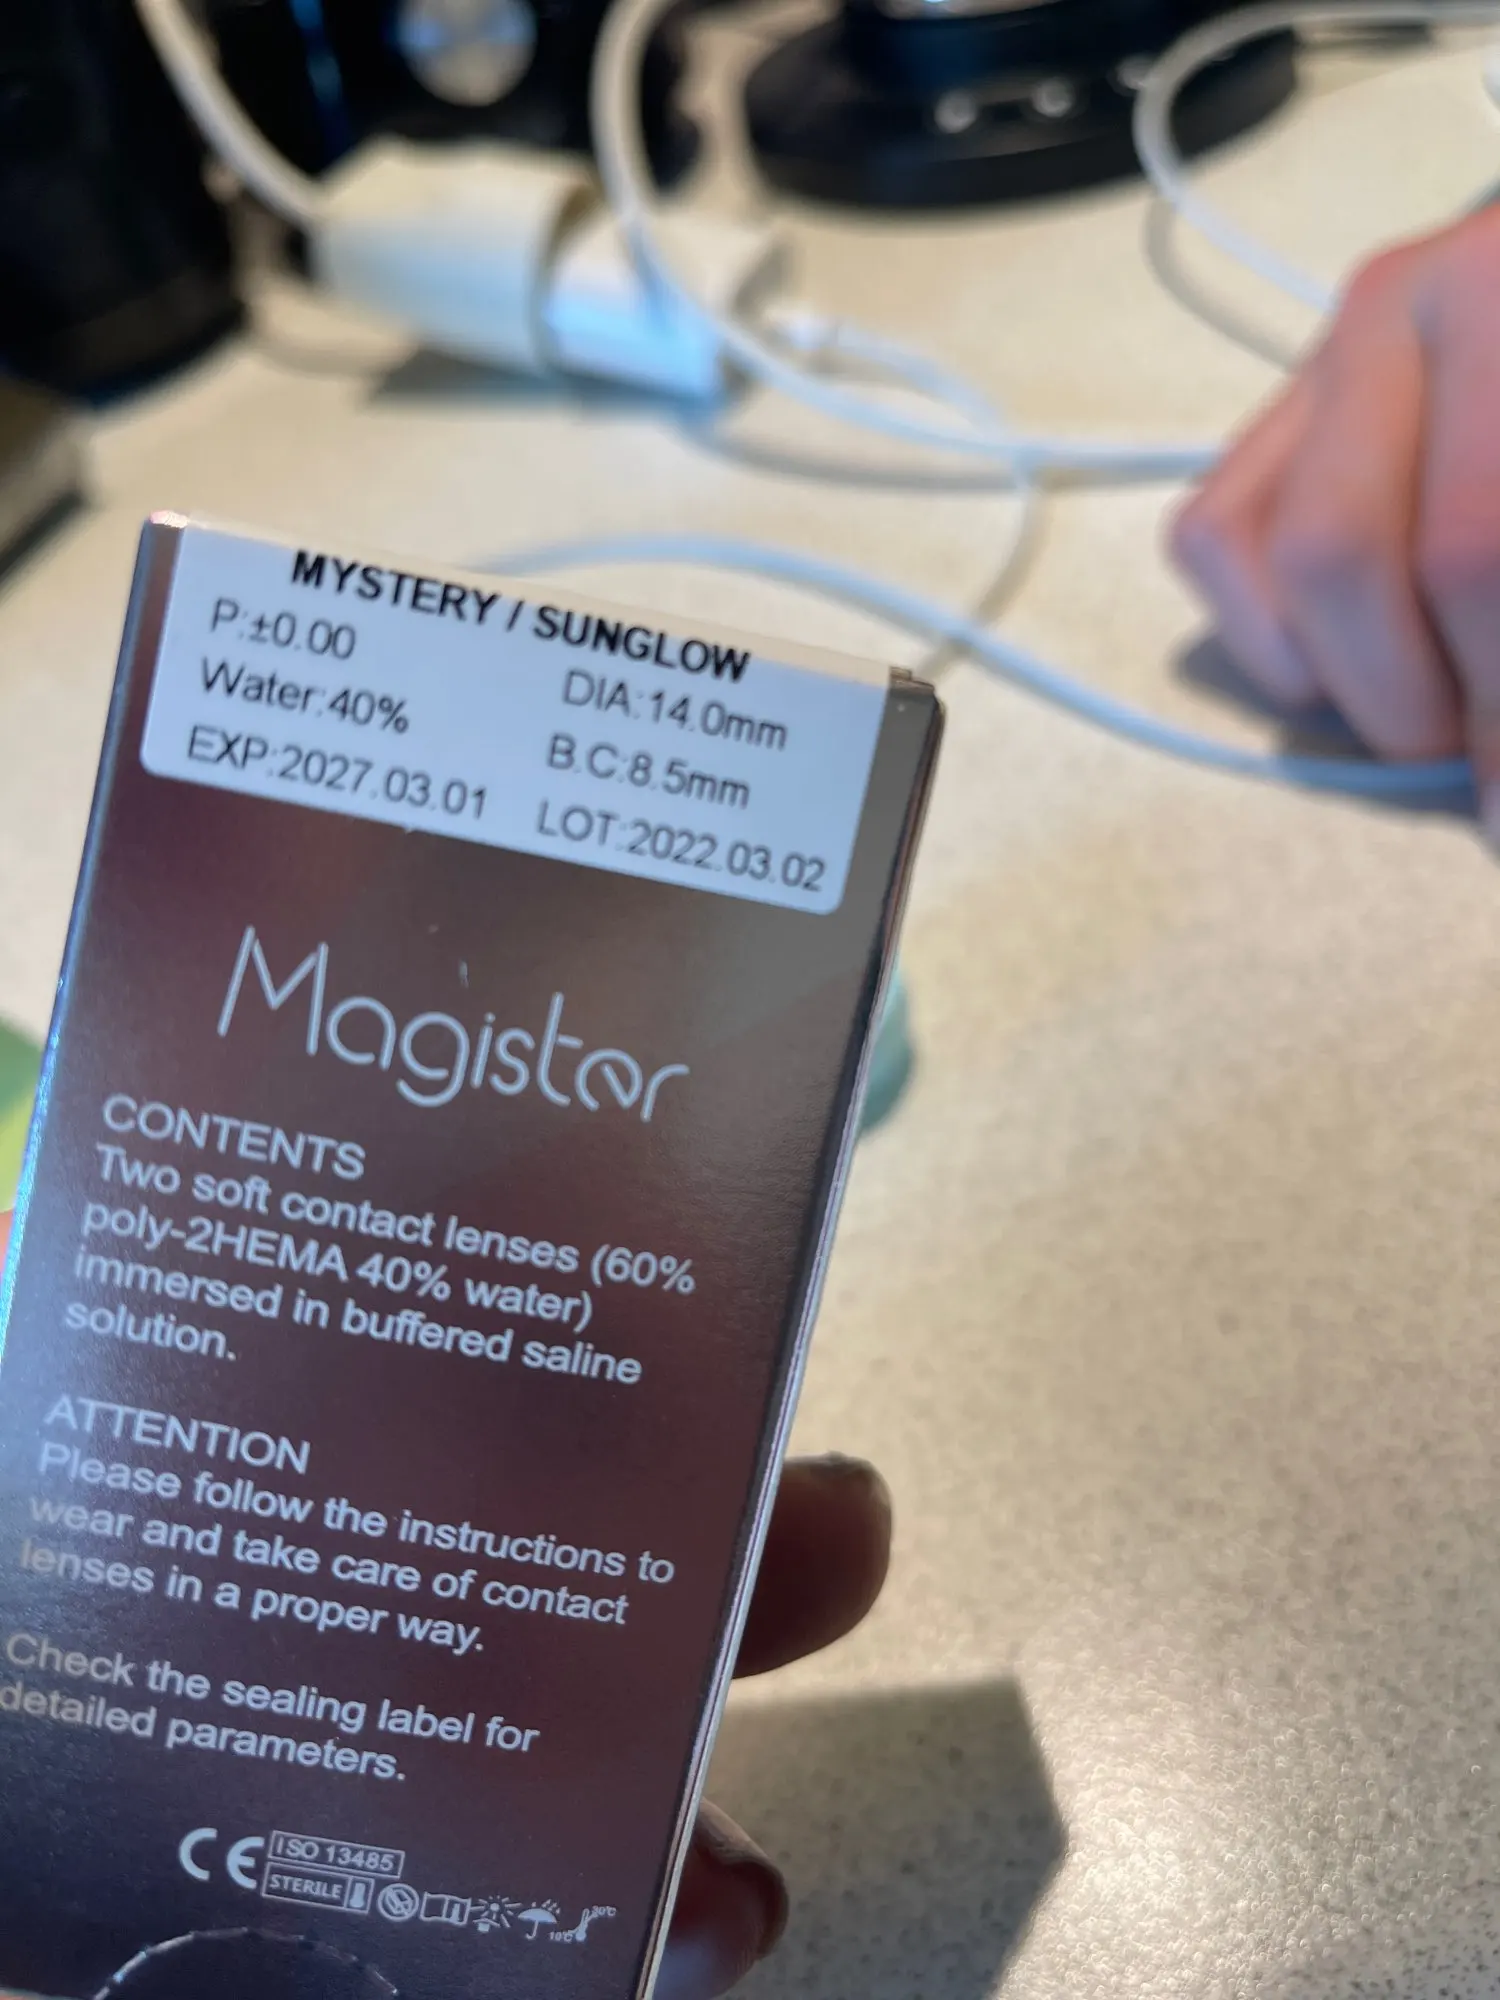 MYSTERY / SUNGLOW
P:±0.00
DIA:14.0mm
Water:40%
B.C:8.5mm
EXP:2027.03.01
LOT:2022.03.02
Magister
CONTENTS
Two soft contact lenses (60%
poly-2HEMA 40% water)
immersed in buffered saline
solution.
ATTENTION
Please follow the instructions to
wear and take care of contact
lenses in a proper way.
Check the sealing label for
detailed parameters.
CE
ISO 13485
STERILE
30°C
10°C